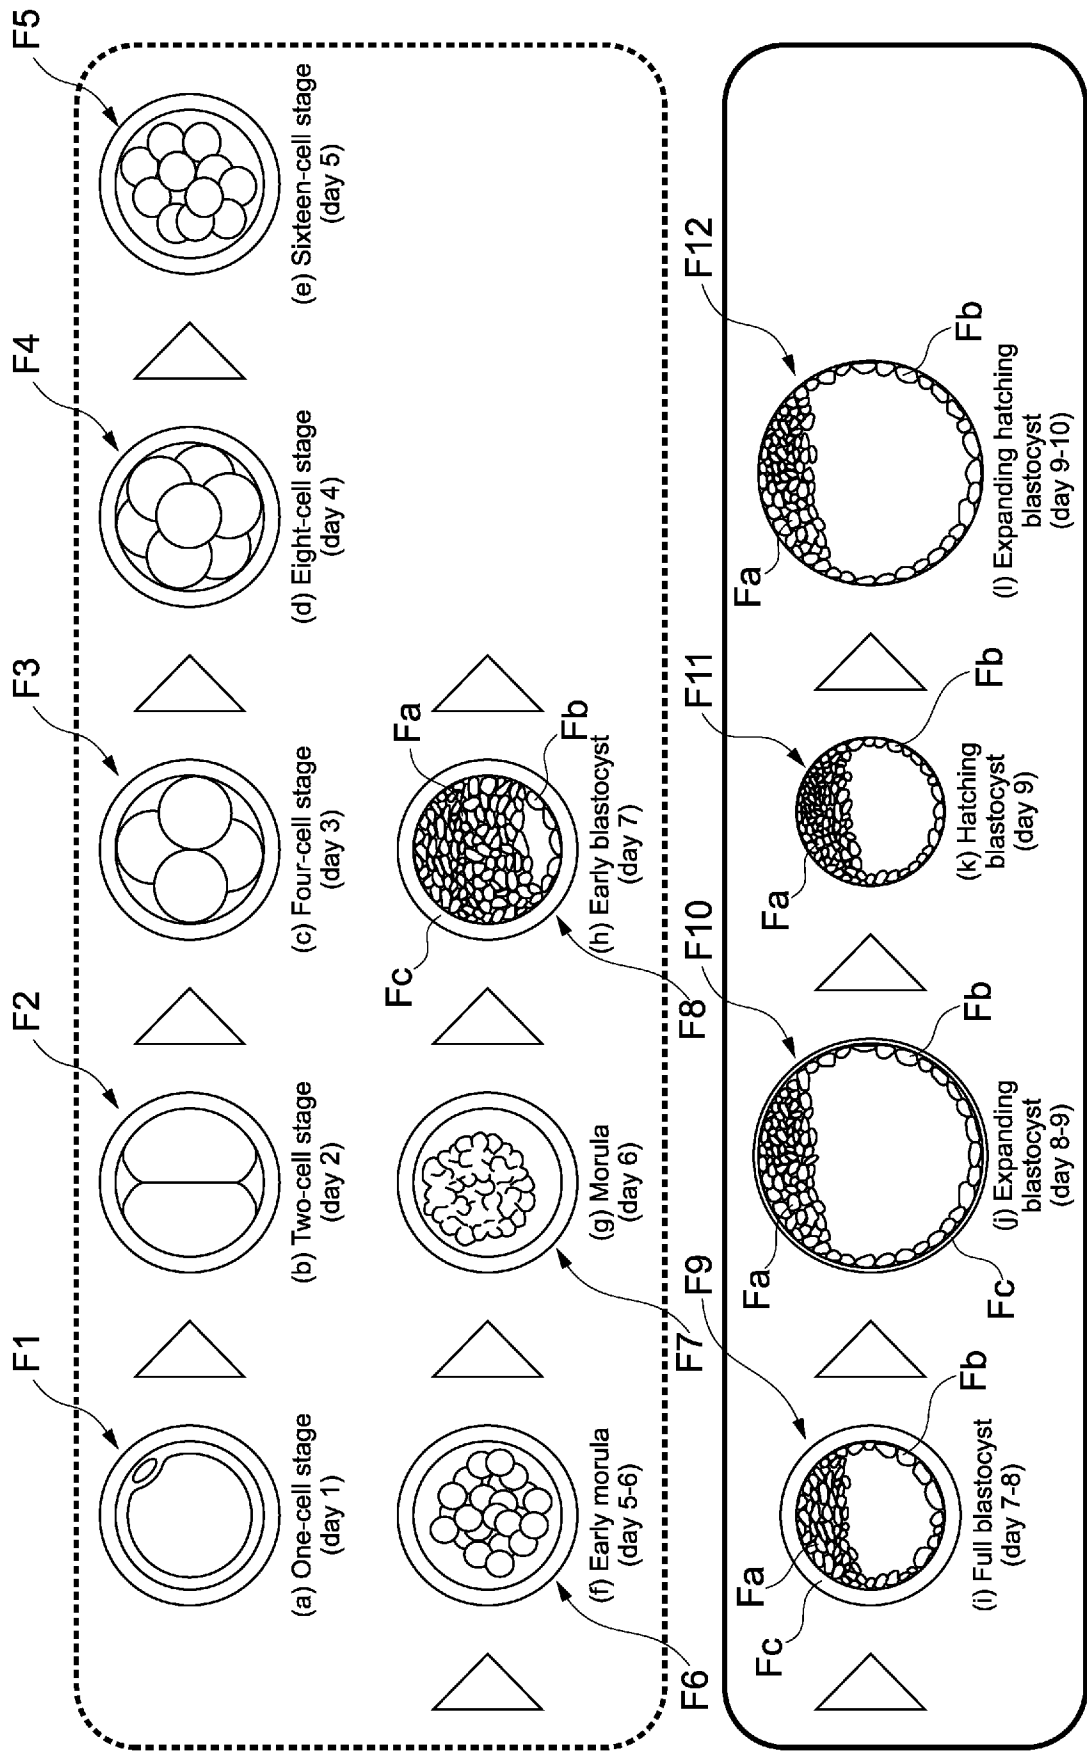 F1
F2
F3
F4
F5
(a) One-cell stage
(day 1)
(b) Two-cell stage
(day 2)
(c) Four-cell stage
(day 3)
(d) Eight-cell stage
(day 4)
(e) Sixteen-cell stage
(day 5)
Fc
Fa
Fb
(f) Early morula
(day 5-6)
(g) Morula
(day 6)
(h) Early blastocyst
(day 7)
F6
F7
F8
F9
F10
F11
F12
Fc
Fa
Fb
Fa
Fc
Fb
Fa
Fb
Fa
Fb
(i) Full blastocyst
(day 7-8)
(j) Expanding
blastocyst
(day 8-9)
(k) Hatching
blastocyst
(day 9)
(l) Expanding hatching
blastocyst
(day 9-10)